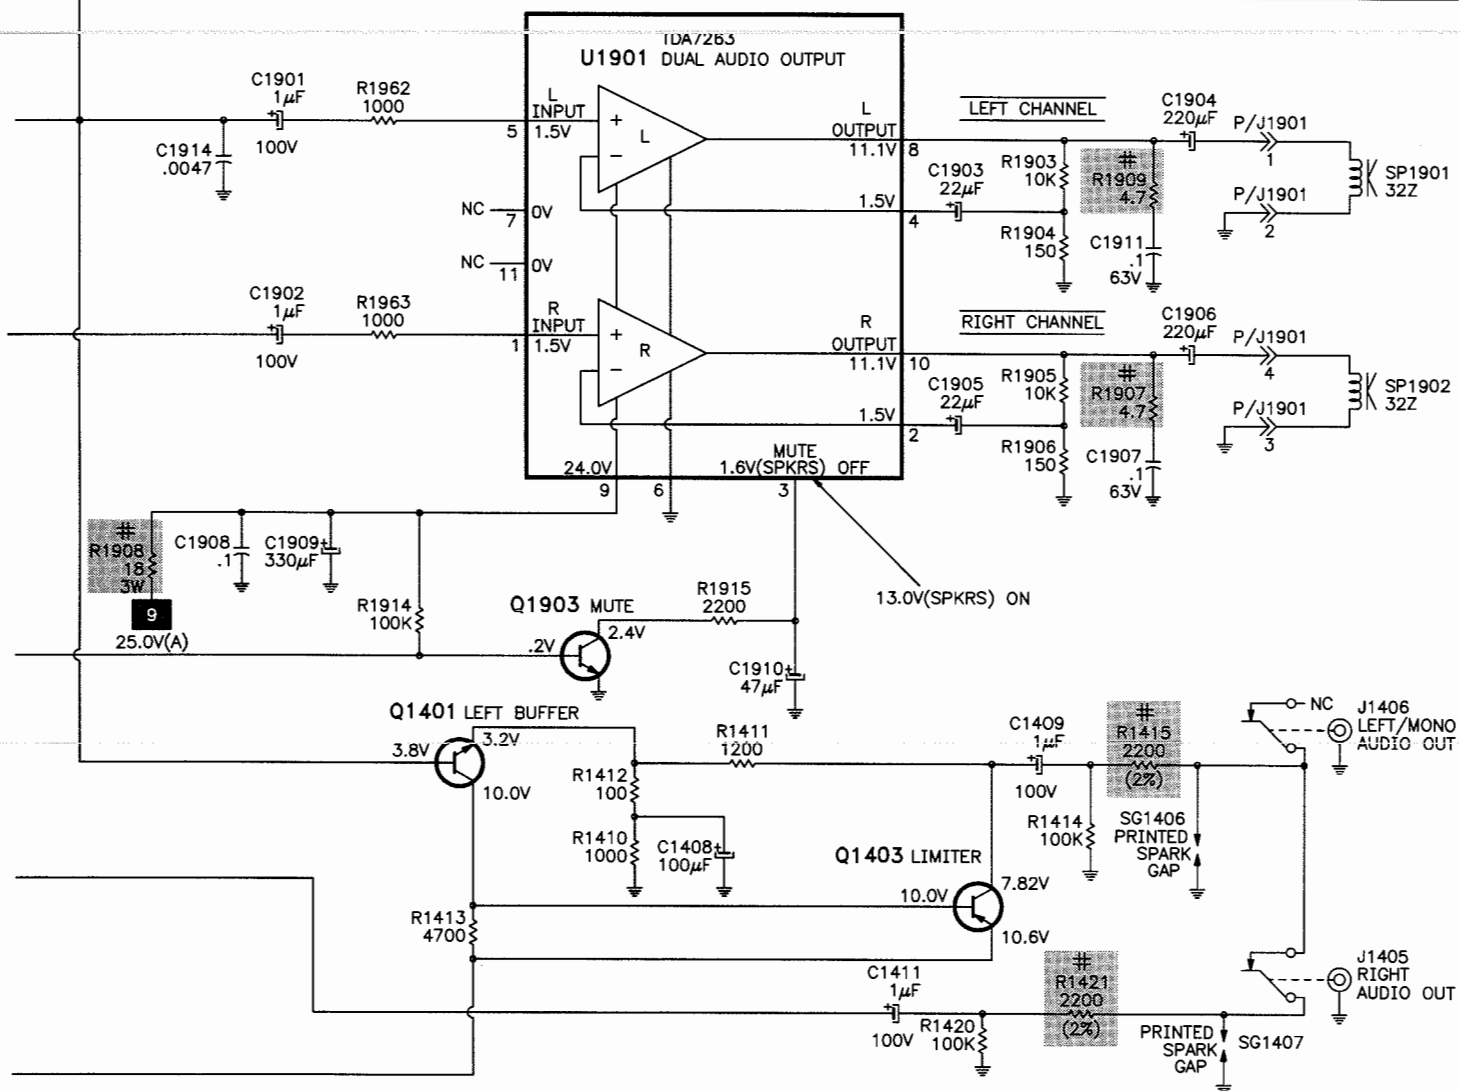 TDA7263
U1901 DUAL AUDIO OUTPUT
C1901
1µF
100V
R1962
1000
C1914
.0047
L
INPUT
5
1.5V
+
−
L
L
OUTPUT
11.1V
8
LEFT CHANNEL
C1904
220µF
P/J1901
1
R1903
10K
#
R1909
4.7
SP1901
32Z
C1903
22µF
1.5V
4
P/J1901
2
NC
7
0V
R1904
150
C1911
.1
63V
NC
11
0V
C1902
1µF
100V
R1963
1000
R
INPUT
1
1.5V
+
−
R
R
OUTPUT
11.1V
10
RIGHT CHANNEL
C1906
220µF
P/J1901
4
R1905
10K
#
R1907
4.7
SP1902
32Z
C1905
22µF
1.5V
2
P/J1901
3
R1906
150
C1907
.1
63V
MUTE
24.0V
1.6V(SPKRS) OFF
9
6
3
13.0V(SPKRS) ON
#
R1908
18
3W
9
25.0V(A)
C1908
.1
C1909
330µF
+
R1914
100K
Q1903 MUTE
.2V
2.4V
R1915
2200
C1910
47µF
+
Q1401 LEFT BUFFER
3.8V
3.2V
10.0V
R1411
1200
R1412
100
R1410
1000
C1408
100µF
+
C1409
1µF
+
100V
#
R1415
2200
(2%)
R1414
100K
SG1406
PRINTED
SPARK
GAP
NC
J1406
LEFT/MONO
AUDIO OUT
Q1403 LIMITER
10.0V
7.82V
10.6V
R1413
4700
C1411
1µF
+
100V
R1420
100K
#
R1421
2200
(2%)
PRINTED
SPARK
GAP
SG1407
J1405
RIGHT
AUDIO OUT